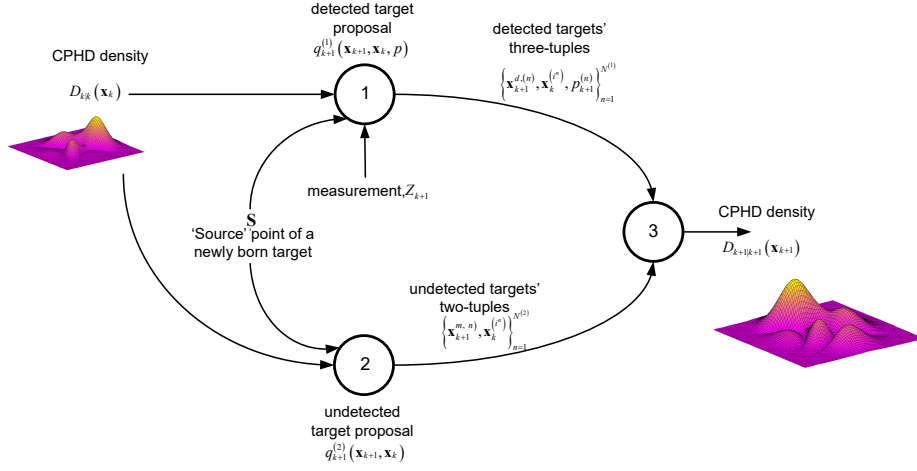 detected target
proposal
q_{k+1}^{(1)}(x_{k+1}, x_k, p)
CPHD density
D_{k|k}(x_k)
detected targets'
three-tuples
{x_{k+1}^{d,(n)}, x_k^{(i^n)}, p_{k+1}^{(n)}}_{n=1}^{N^{(1)}}
1
measurement, Z_{k+1}
S
'Source' point of a
newly born target
3
CPHD density
D_{k+1|k+1}(x_{k+1})
undetected targets'
two-tuples
{x_{k+1}^{m, n)}, x_k^{(i^n)}}_{n=1}^{N^{(2)}}
2
undetected
target proposal
q_{k+1}^{(2)}(x_{k+1}, x_k)